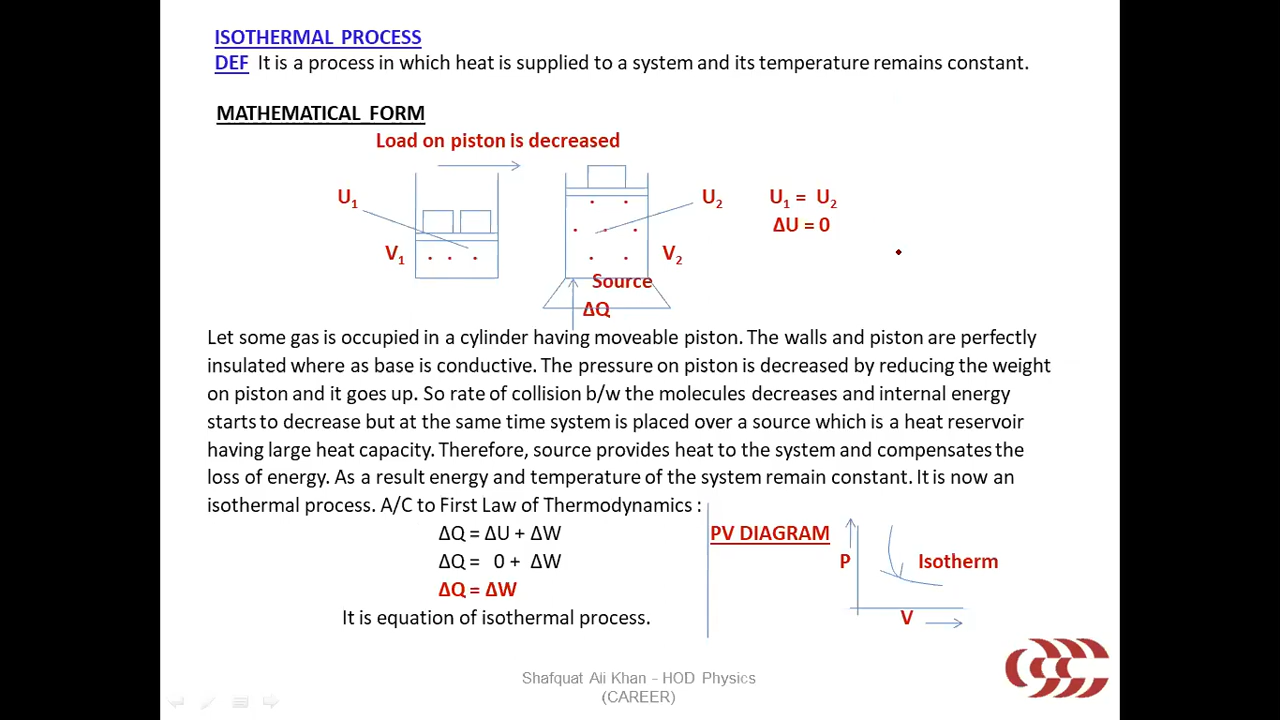 ISOTHERMAL PROCESS
DEF It is a process in which heat is supplied to a system and its temperature remains constant.
MATHEMATICAL FORM
Load on piston is decreased
U₁
U₂
U₁ = U₂
ΔU = 0
V₁
V₂
Source
ΔQ
Let some gas is occupied in a cylinder having moveable piston. The walls and piston are perfectly
insulated where as base is conductive. The pressure on piston is decreased by reducing the weight
on piston and it goes up. So rate of collision b/w the molecules decreases and internal energy
starts to decrease but at the same time system is placed over a source which is a heat reservoir
having large heat capacity. Therefore, source provides heat to the system and compensates the
loss of energy. As a result energy and temperature of the system remain constant. It is now an
isothermal process. A/C to First Law of Thermodynamics :
ΔQ = ΔU + ΔW
ΔQ = 0 + ΔW
ΔQ = ΔW
It is equation of isothermal process.
PV DIAGRAM
P
Isotherm
V
Shafquat Ali Khan - HOD Physics
(CAREER)